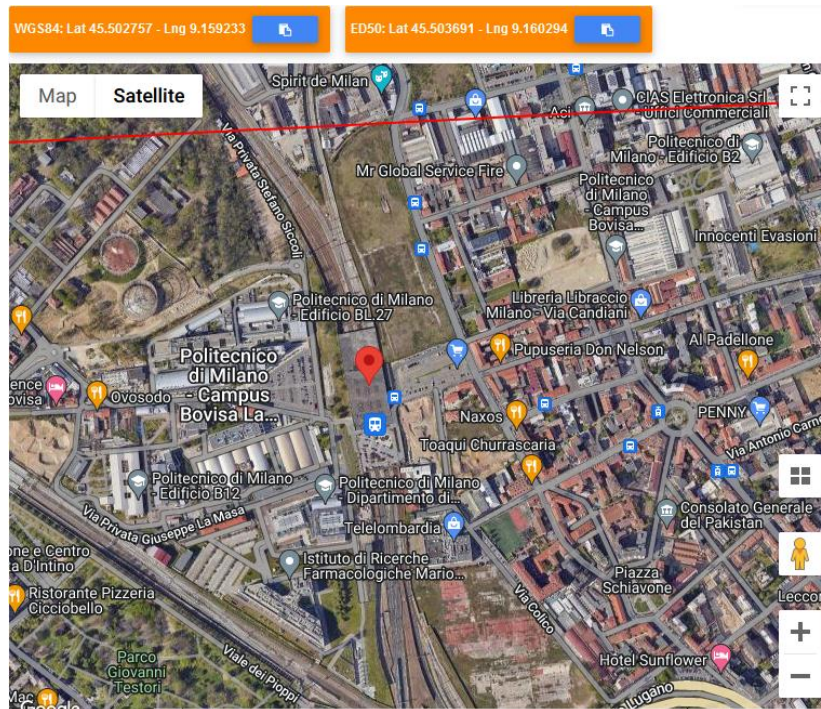 WGS84: Lat 45.502757 - Lng 9.159233
ED50: Lat 45.503691 - Lng 9.160294
Map
Satellite
Spirit de Milan
CIAS Elettronica Srl
- Uffici Commerciali
Aci
Via Privata Stefano Siccoli
Mr Global Service Fire
Politecnico di
Milano - Edificio B2
Politecnico
di Milano
- Campus
Bovisa...
Innocenti Evasioni
Politecnico di Milano
- Edificio BL.27
Libreria Libraccio
Milano - Via Candiani
Pupuseria Don Nelson
Al Padellone
Politecnico
di Milano
- Campus
Bovisa La...
ence
ovisa
Ovosodo
Naxos
PENNY
Toaqui Churrascaria
Via Antonio Carne
Politecnico di Milano
- Edificio B12
Politecnico di Milano
- Dipartimento di...
Via Privata Giuseppe La Masa
Telelombardia
Consolato Generale
del Pakistan
one e Centro
ta D'Intino
Istituto di Ricerche
Farmacologiche Mario...
Ristorante Pizzeria
Cicciobello
Piazza
Schiavone
Leccor
Via Colico
Parco
Giovanni
Testori
Viale dei Pioppi
Hotel Sunflower
Mac
Google
allugano